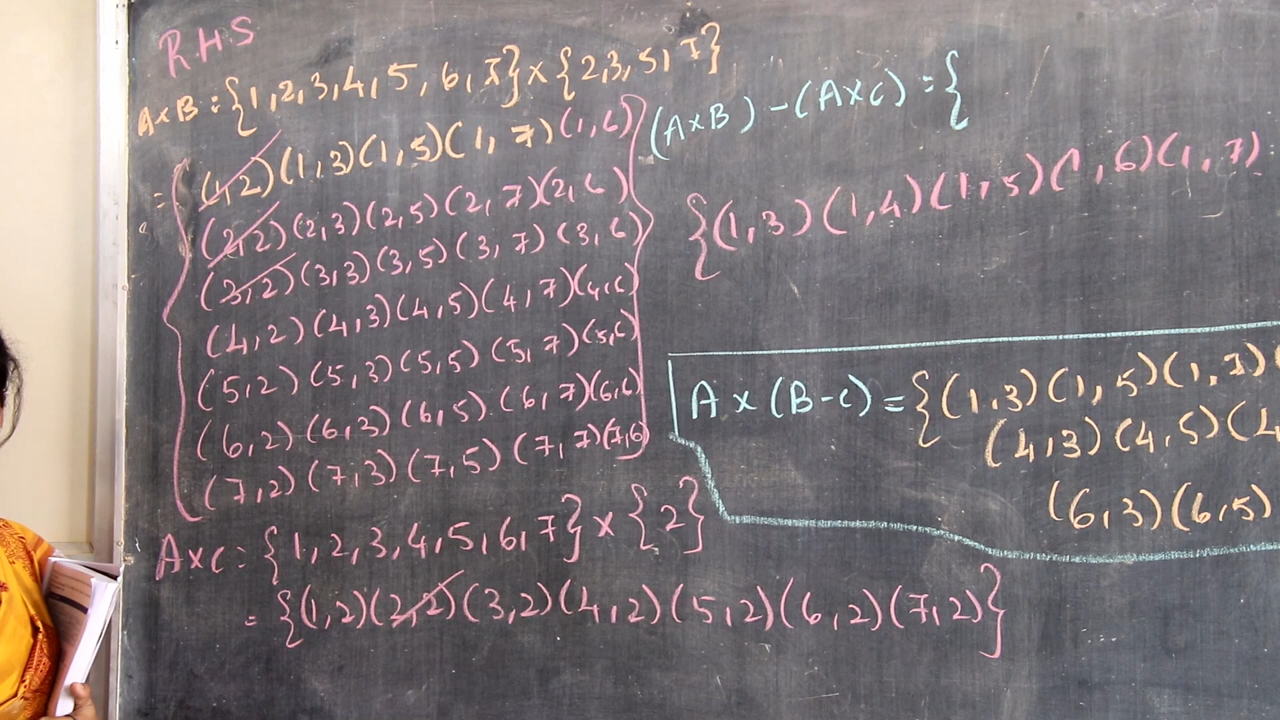 RHS
A×B = {1,2,3,4,5,6,7} × {2,3,5,7}
= {(1,2)(1,3)(1,5)(1,7)(1,6)
(2,2)(2,3)(2,5)(2,7)(2,6)
(3,2)(3,3)(3,5)(3,7)(3,6)
(4,2)(4,3)(4,5)(4,7)(4,6)
(5,2)(5,3)(5,5)(5,7)(5,6)
(6,2)(6,3)(6,5)(6,7)(6,6)
(7,2)(7,3)(7,5)(7,7)(7,6)}
A×C = {1,2,3,4,5,6,7} × {2}
= {(1,2)(2,2)(3,2)(4,2)(5,2)(6,2)(7,2)}
(A×B) - (A×C) = {
{(1,3)(1,4)(1,5)(1,6)(1,7)
A×(B-C) = {(1,3)(1,5)(1,7)(
(4,3)(4,5)(4
(6,3)(6,5)